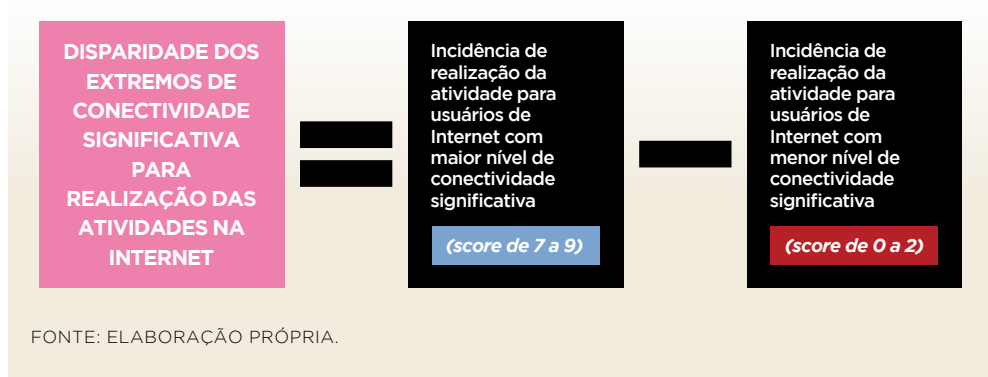 DISPARIDADE DOS
EXTREMOS DE
CONECTIVIDADE
SIGNIFICATIVA
PARA
REALIZAÇÃO DAS
ATIVIDADES NA
INTERNET
Incidência de
realização da
atividade para
usuários de
Internet com
maior nível de
conectividade
significativa
(score de 7 a 9)
Incidência de
realização da
atividade para
usuários de
Internet com
menor nível de
conectividade
significativa
(score de 0 a 2)
FONTE: ELABORAÇÃO PRÓPRIA.